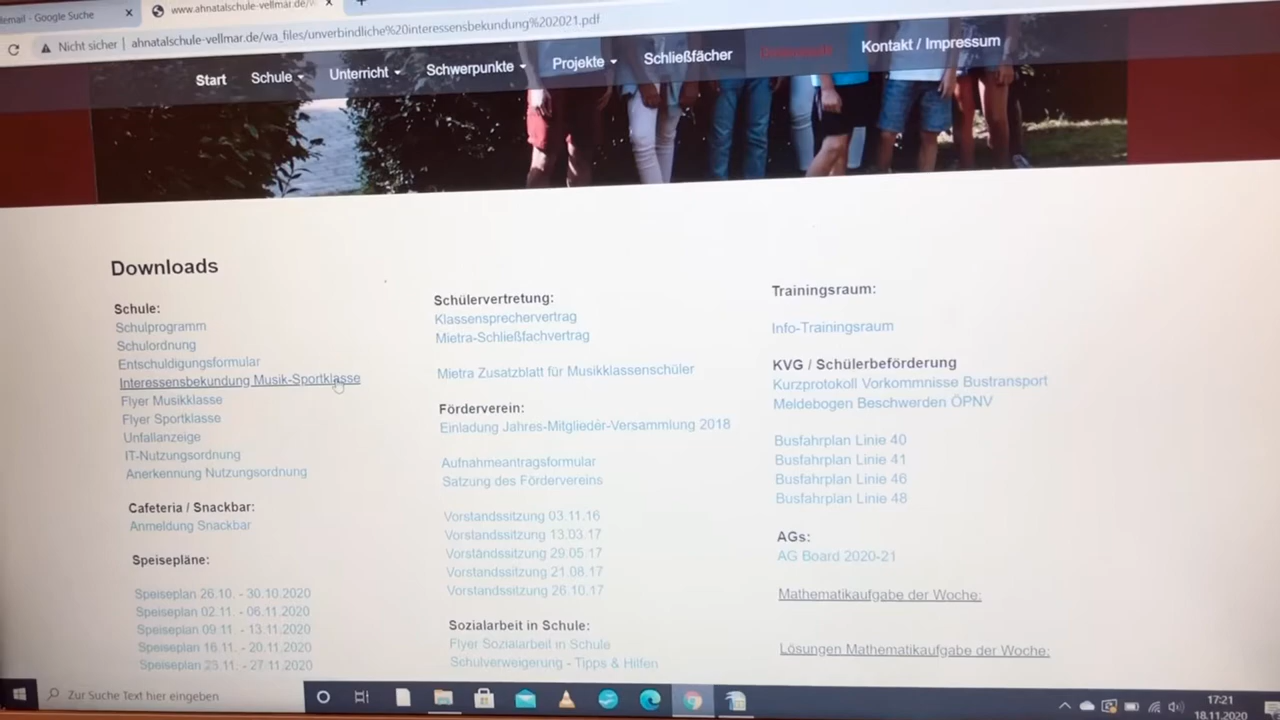 lemail - Google Suche
www.ahnatalschule-vellmar.de/
Nicht sicher | ahnatalschule-vellmar.de/wa_files/unverbindliche%20interessensbekundung%202021.pdf
Start Schule Unterricht Schwerpunkte Projekte Schließfächer Downloads Kontakt / Impressum
Downloads
Schule:
Schulprogramm
Schulordnung
Entschuldigungsformular
Interessensbekundung Musik-Sportklasse
Flyer Musikklasse
Flyer Sportklasse
Unfallanzeige
IT-Nutzungsordnung
Anerkennung Nutzungsordnung
Cafeteria / Snackbar:
Anmeldung Snackbar
Speisepläne:
Speiseplan 26.10. - 30.10.2020
Speiseplan 02.11. - 06.11.2020
Speiseplan 09.11. - 13.11.2020
Speiseplan 16.11. - 20.11.2020
Speiseplan 23.11. - 27.11.2020
Schülervertretung:
Klassensprechervertrag
Mietra-Schließfachvertrag
Mietra Zusatzblatt für Musikklassenschüler
Förderverein:
Einladung Jahres-Mitglieder-Versammlung 2018
Aufnahmeantragsformular
Satzung des Fördervereins
Vorstandssitzung 03.11.16
Vorstandssitzung 13.03.17
Vorstandssitzung 29.05.17
Vorstandssitzung 21.08.17
Vorstandssitzung 26.10.17
Sozialarbeit in Schule:
Flyer Sozialarbeit in Schule
Schulverweigerung - Tipps & Hilfen
Trainingsraum:
Info-Trainingsraum
KVG / Schülerbeförderung
Kurzprotokoll Vorkommnisse Bustransport
Meldebogen Beschwerden ÖPNV
Busfahrplan Linie 40
Busfahrplan Linie 41
Busfahrplan Linie 46
Busfahrplan Linie 48
AGs:
AG Board 2020-21
Mathematikaufgabe der Woche:
Lösungen Mathematikaufgabe der Woche:
Zur Suche Text hier eingeben
17:21
18.11.2020